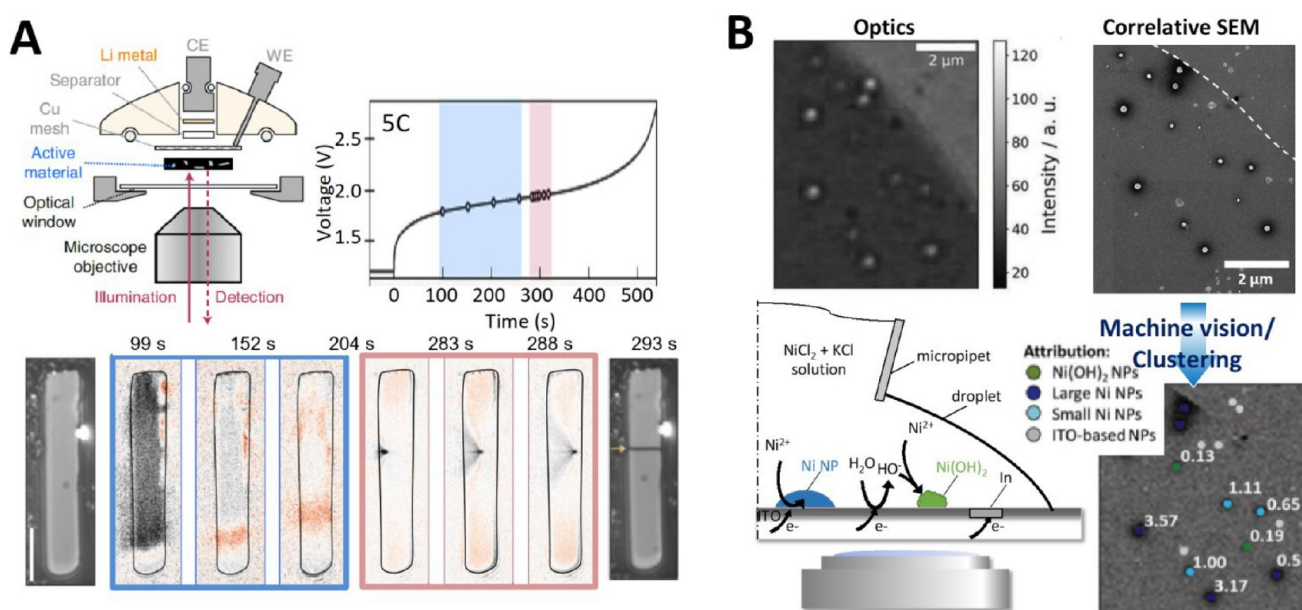 A
CE
Li metal
WE
Separator
Cu
mesh
Active
material
Optical
window
Microscope
objective
Illumination
Detection
5C
Voltage (V)
2.5
2.0
1.5
0
100
200
300
400
500
Time (s)
99 s
152 s
204 s
283 s
288 s
293 s
B
Optics
2 μm
120
100
80
60
40
20
Intensity / a. u.
Correlative SEM
2 μm
NiCl2 + KCl
solution
micropipet
droplet
Ni2+
Ni NP
H2O
HO-
Ni2+
Ni(OH)2
In
ITO
e-
e-
e-
Machine vision/
Clustering
Attribution:
Ni(OH)2 NPs
Large Ni NPs
Small Ni NPs
ITO-based NPs
0.13
1.11
0.65
3.57
0.19
1.00
0.5
3.17